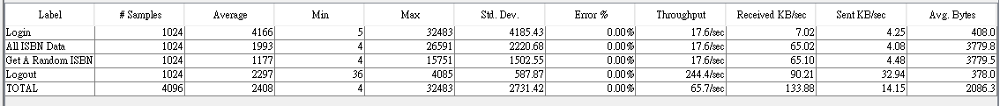 Label # Samples Average Min Max Std. Dev. Error % Throughput Received KB/sec Sent KB/sec Avg. Bytes
Login 1024 4166 5 32483 4185.43 0.00% 17.6/sec 7.02 4.25 408.0
All ISBN Data 1024 1993 4 26591 2220.68 0.00% 17.6/sec 65.02 4.08 3779.8
Get A Random ISBN 1024 1177 4 15751 1502.55 0.00% 17.6/sec 65.10 4.48 3779.5
Logout 1024 2297 36 4085 587.87 0.00% 244.4/sec 90.21 32.94 378.0
TOTAL 4096 2408 4 32483 2731.42 0.00% 65.7/sec 133.88 14.15 2086.3